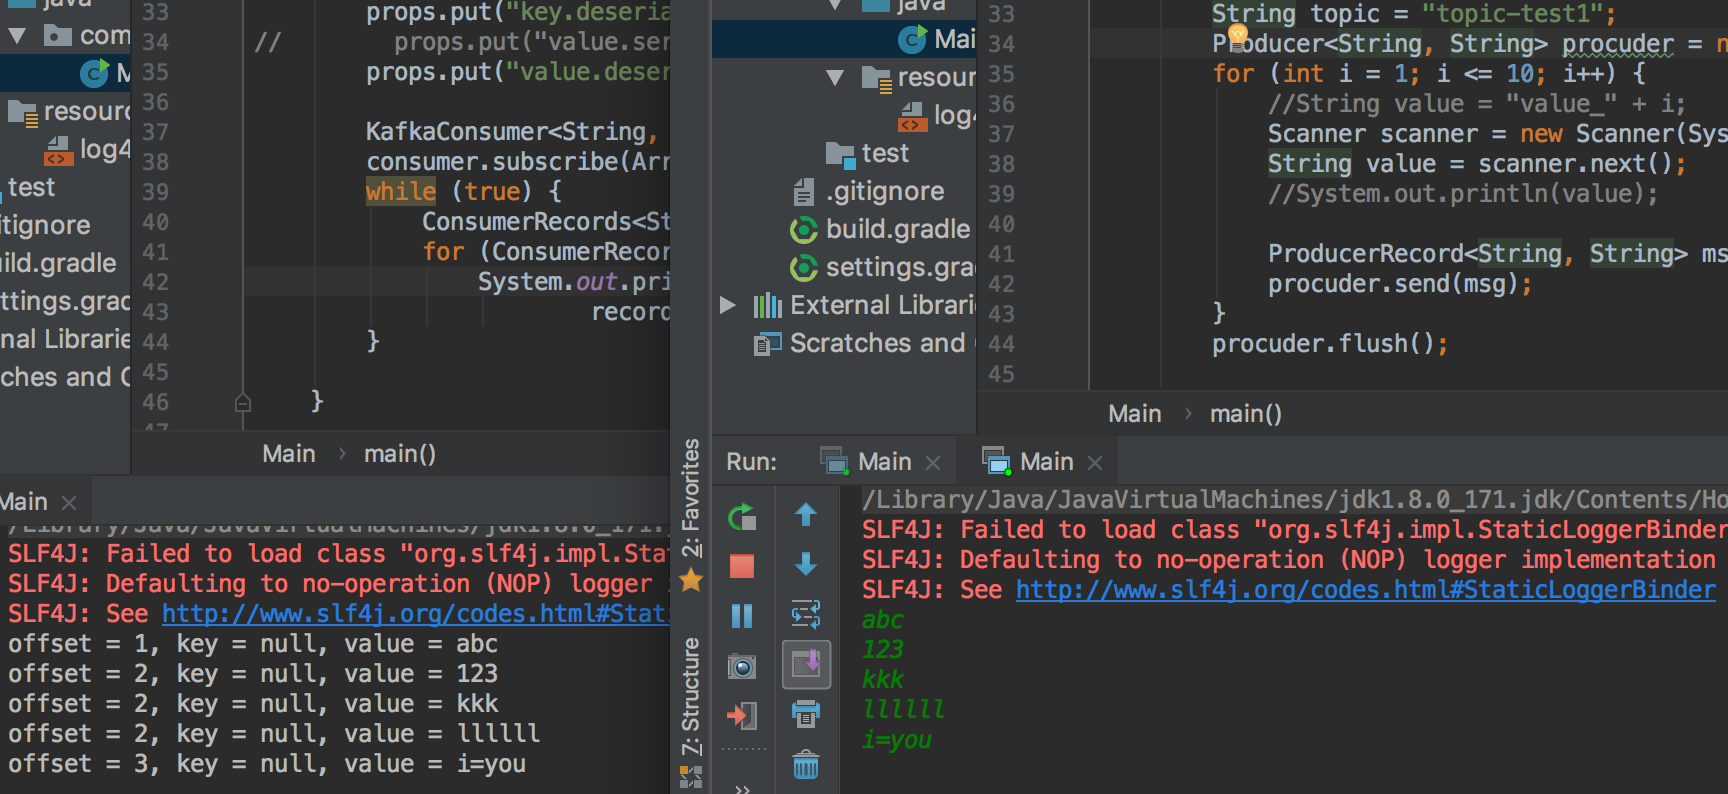 java
com
M
resourc
log4
test
itignore
ild.gradle
ttings.grad
nal Librarie
tches and C
33 props.put("key.deseria
34 // props.put("value.ser
35 props.put("value.deser
36
37 KafkaConsumer<String,
38 consumer.subscribe(Arr
39 while (true) {
40 ConsumerRecords<St
41 for (ConsumerRecor
42 System.out.pri
43 record
44 }
45
46 }
47
Main › main()
Main ×
/Library/Java/JavaVirtualMachines/jdk1.8.0_171.
SLF4J: Failed to load class "org.slf4j.impl.Stat
SLF4J: Defaulting to no-operation (NOP) logger i
SLF4J: See http://www.slf4j.org/codes.html#Stati
offset = 1, key = null, value = abc
offset = 2, key = null, value = 123
offset = 2, key = null, value = kkk
offset = 2, key = null, value = llllll
offset = 3, key = null, value = i=you
2: Favorites
7: Structure
java
Mai
resour
log4
test
.gitignore
build.gradle
settings.gra
External Librari
Scratches and
33 String topic = "topic-test1";
34 Producer<String, String> procuder = n
35 for (int i = 1; i <= 10; i++) {
36 //String value = "value_" + i;
37 Scanner scanner = new Scanner(Sys
38 String value = scanner.next();
39 //System.out.println(value);
40
41 ProducerRecord<String, String> ms
42 procuder.send(msg);
43 }
44 procuder.flush();
45
Main › main()
Run: Main × Main ×
/Library/Java/JavaVirtualMachines/jdk1.8.0_171.jdk/Contents/Ho
SLF4J: Failed to load class "org.slf4j.impl.StaticLoggerBinder
SLF4J: Defaulting to no-operation (NOP) logger implementation
SLF4J: See http://www.slf4j.org/codes.html#StaticLoggerBinder
abc
123
kkk
llllll
i=you